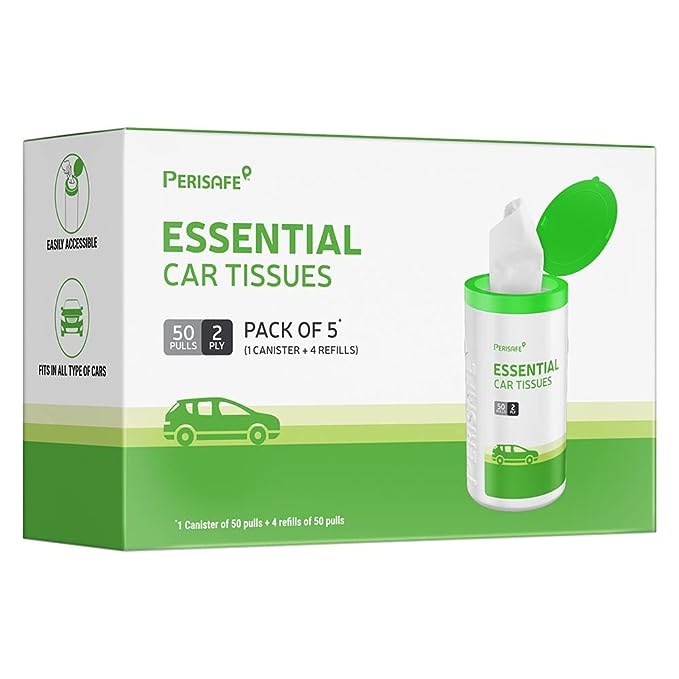 EASILY ACCESSIBLE
FITS IN ALL TYPE OF CARS
PERISAFE
ESSENTIAL
CAR TISSUES
50 PULLS 2 PLY
PACK OF 5*
(1 CANISTER + 4 REFILLS)
*1 Canister of 50 pulls + 4 refills of 50 pulls
PERISAFE
ESSENTIAL
CAR TISSUES
50 PULLS 2 PLY